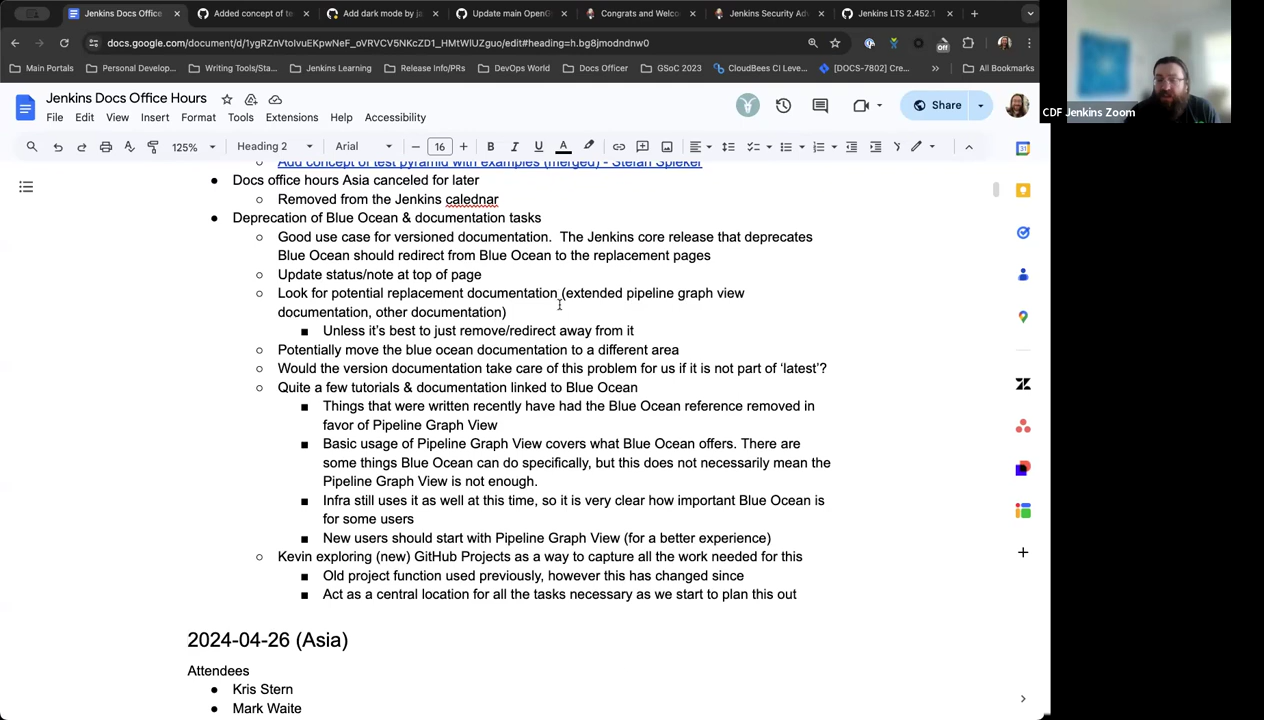 Jenkins Docs Office
Added concept of te
Add dark mode by ja
Update main OpenG
Congrats and Welco
Jenkins Security Adv
Jenkins LTS 2.452.1
docs.google.com/document/d/1ygRZnVtoIvuEKpwNeF_oVRVCV5NKcZD1_HMtWlUZguo/edit#heading=h.bg8jmodndnw0
Off
Main Portals
Personal Develop...
Writing Tools/Sta...
Jenkins Learning
Release Info/PRs
DevOps World
Docs Officer
GSoC 2023
CloudBees CI Leve...
[DOCS-7802] Cre...
All Bookmarks
Jenkins Docs Office Hours
File Edit View Insert Format Tools Extensions Help Accessibility
Share
CDF Jenkins Zoom
125% Heading 2 Arial 16 B I U A
Add concept of test pyramid with examples (merged) - Stefan Spieker
Docs office hours Asia canceled for later
Removed from the Jenkins calednar
Deprecation of Blue Ocean & documentation tasks
Good use case for versioned documentation. The Jenkins core release that deprecates
Blue Ocean should redirect from Blue Ocean to the replacement pages
Update status/note at top of page
Look for potential replacement documentation (extended pipeline graph view
documentation, other documentation)
Unless it's best to just remove/redirect away from it
Potentially move the blue ocean documentation to a different area
Would the version documentation take care of this problem for us if it is not part of 'latest'?
Quite a few tutorials & documentation linked to Blue Ocean
Things that were written recently have had the Blue Ocean reference removed in
favor of Pipeline Graph View
Basic usage of Pipeline Graph View covers what Blue Ocean offers. There are
some things Blue Ocean can do specifically, but this does not necessarily mean the
Pipeline Graph View is not enough.
Infra still uses it as well at this time, so it is very clear how important Blue Ocean is
for some users
New users should start with Pipeline Graph View (for a better experience)
Kevin exploring (new) GitHub Projects as a way to capture all the work needed for this
Old project function used previously, however this has changed since
Act as a central location for all the tasks necessary as we start to plan this out
2024-04-26 (Asia)
Attendees
Kris Stern
Mark Waite